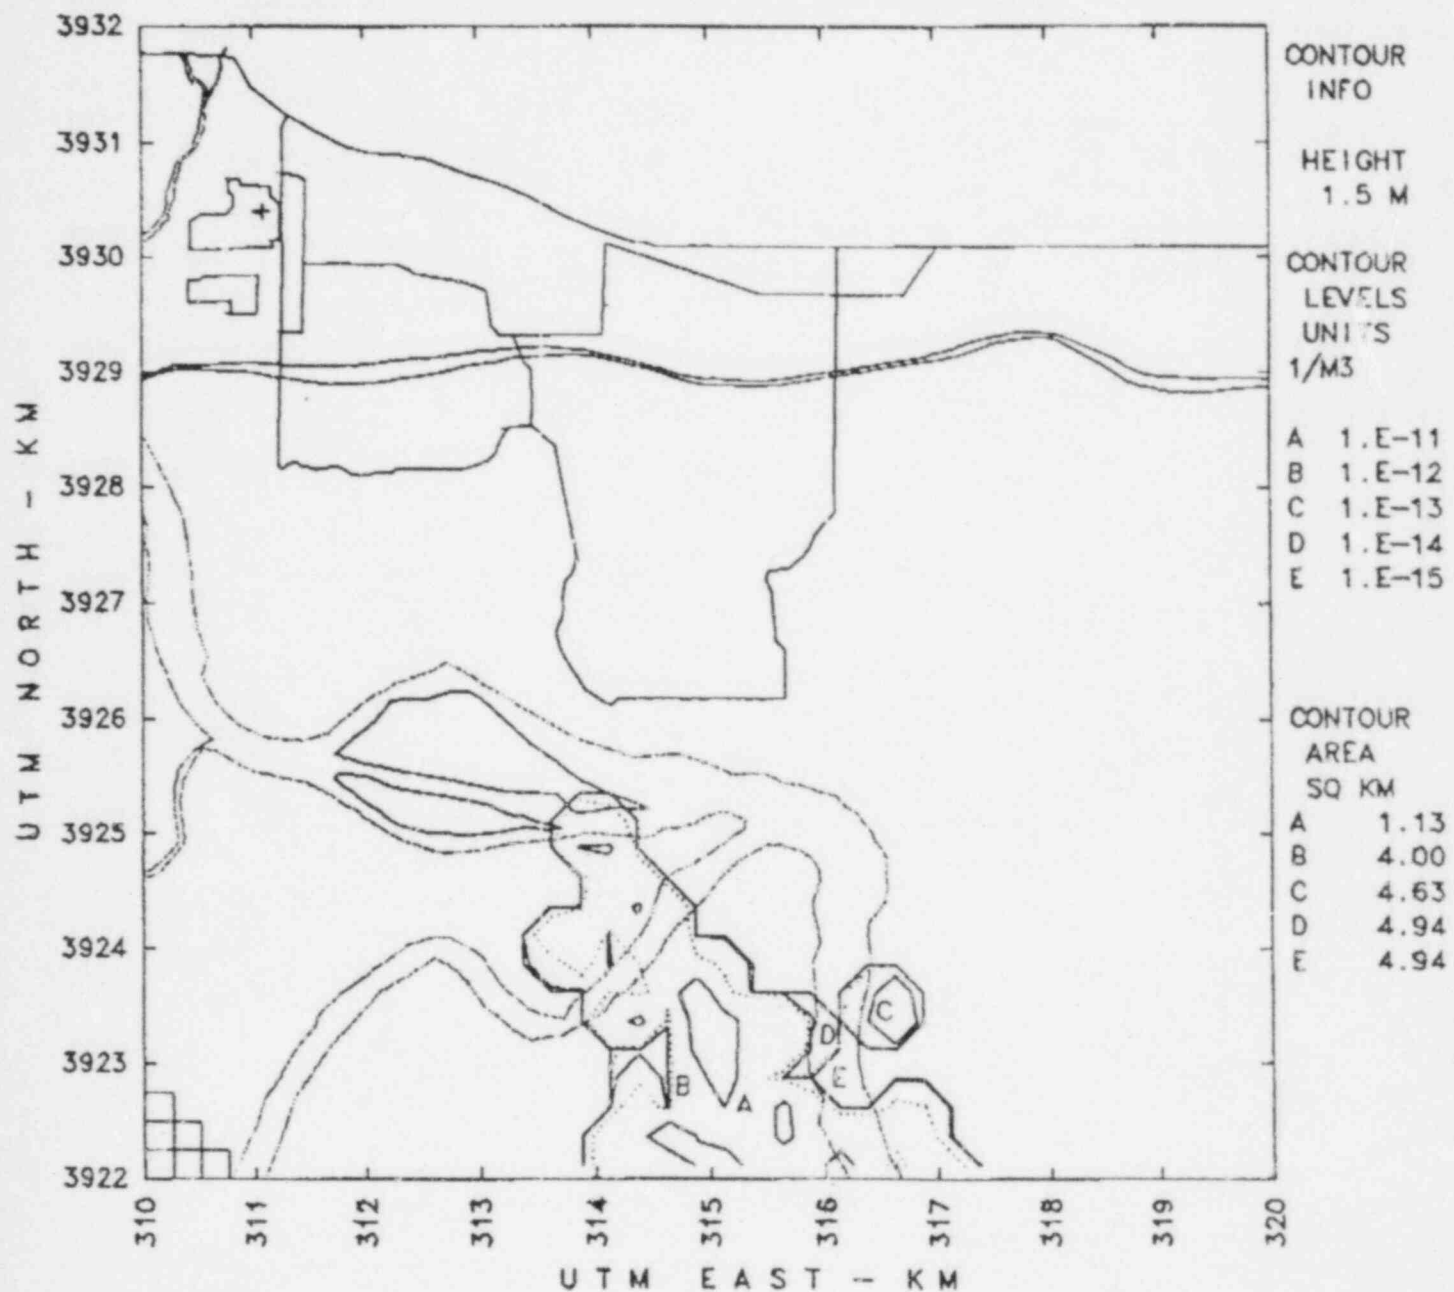 3932
3931
3930
3929
3928
3927
3926
3925
3924
3923
3922
UTM NORTH - KM
310
311
312
313
314
315
316
317
318
319
320
UTM EAST - KM
CONTOUR
INFO
HEIGHT
1.5 M
CONTOUR
LEVELS
UNITS
1/M3
A 1.E-11
B 1.E-12
C 1.E-13
D 1.E-14
E 1.E-15
CONTOUR
AREA
SQ KM
A 1.13
B 4.00
C 4.63
D 4.94
E 4.94
C
D
E
B
A